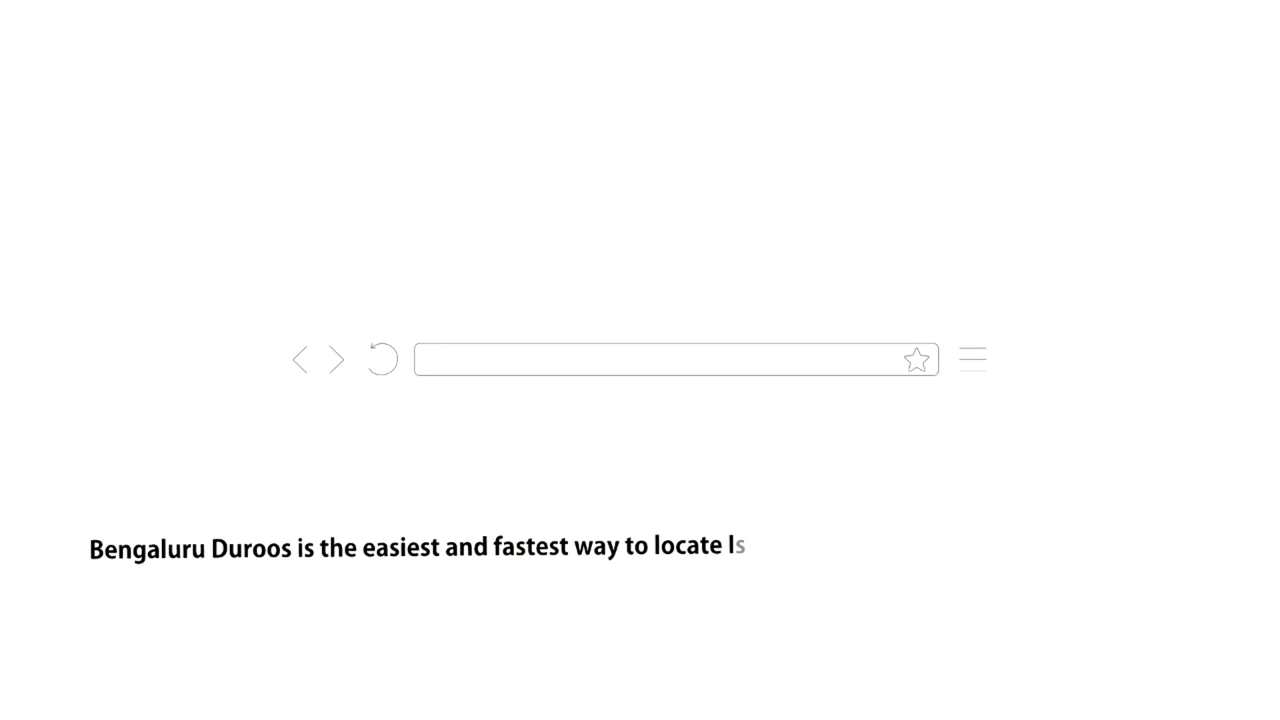 Bengaluru Duroos is the easiest and fastest way to locate Is